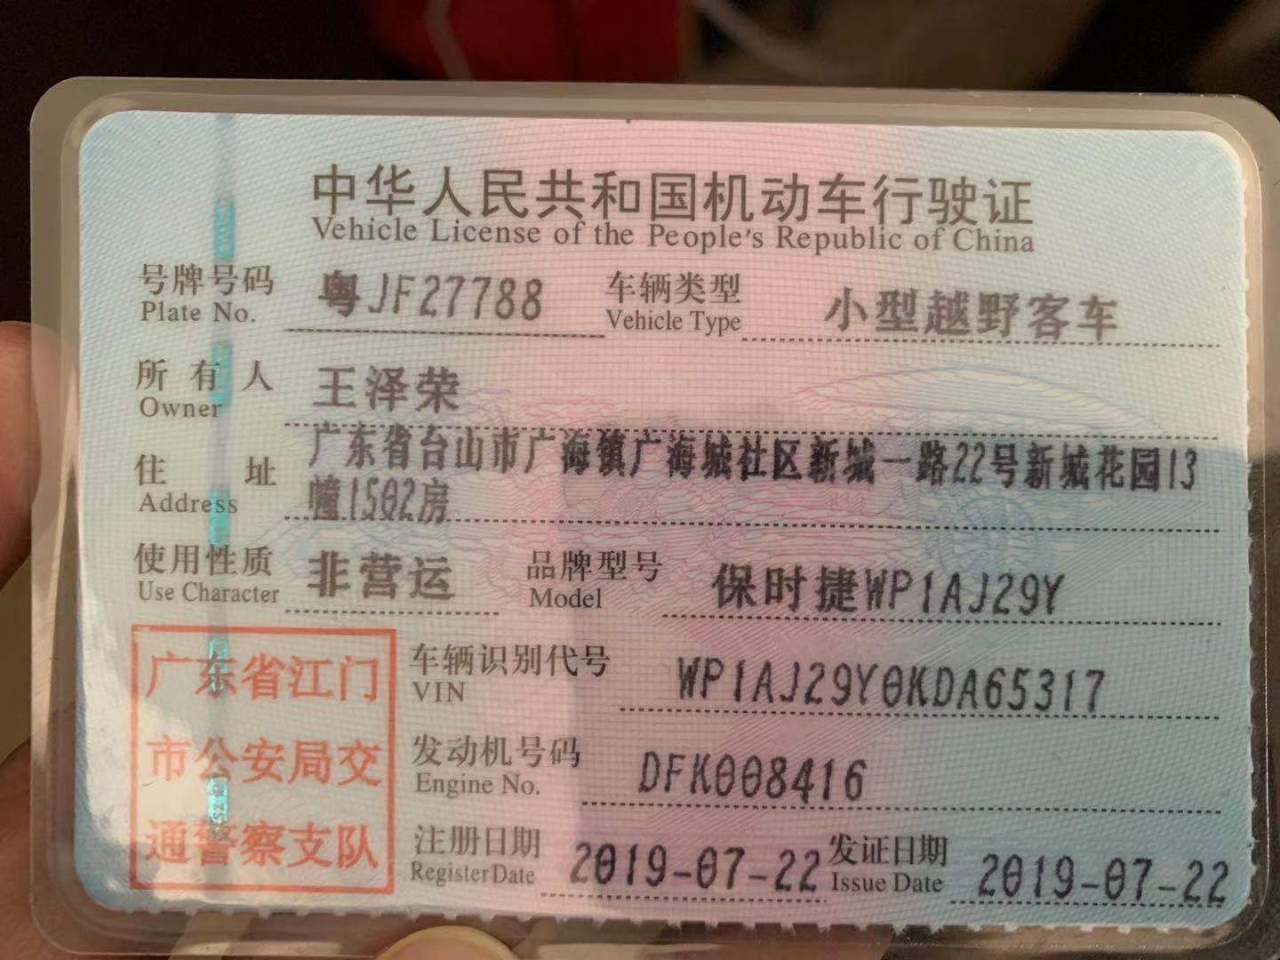 中华人民共和国机动车行驶证
Vehicle License of the People's Republic of China
号牌号码 粤JF27788 车辆类型 小型越野客车
Plate No. Vehicle Type
所有人 王泽荣
Owner
住址 广东省台山市广海镇广海城社区新城一路22号新城花园13
Address 幢1502房
使用性质 非营运 品牌型号 保时捷WP1AJ29Y
Use Character Model
广东省江门
市公安局交
通警察支队
车辆识别代号 WP1AJ29Y0KDA65317
VIN
发动机号码 DFK008416
Engine No.
注册日期 2019-07-22 发证日期 2019-07-22
Register Date Issue Date